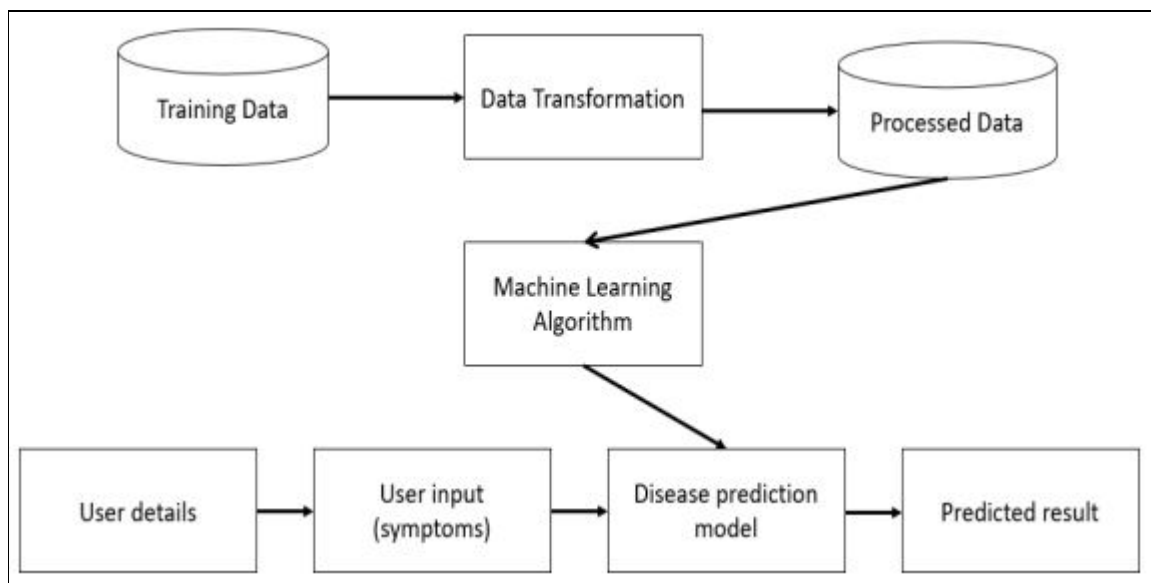 Training Data
Data Transformation
Processed Data
Machine Learning
Algorithm
User details
User input
(symptoms)
Disease prediction
model
Predicted result